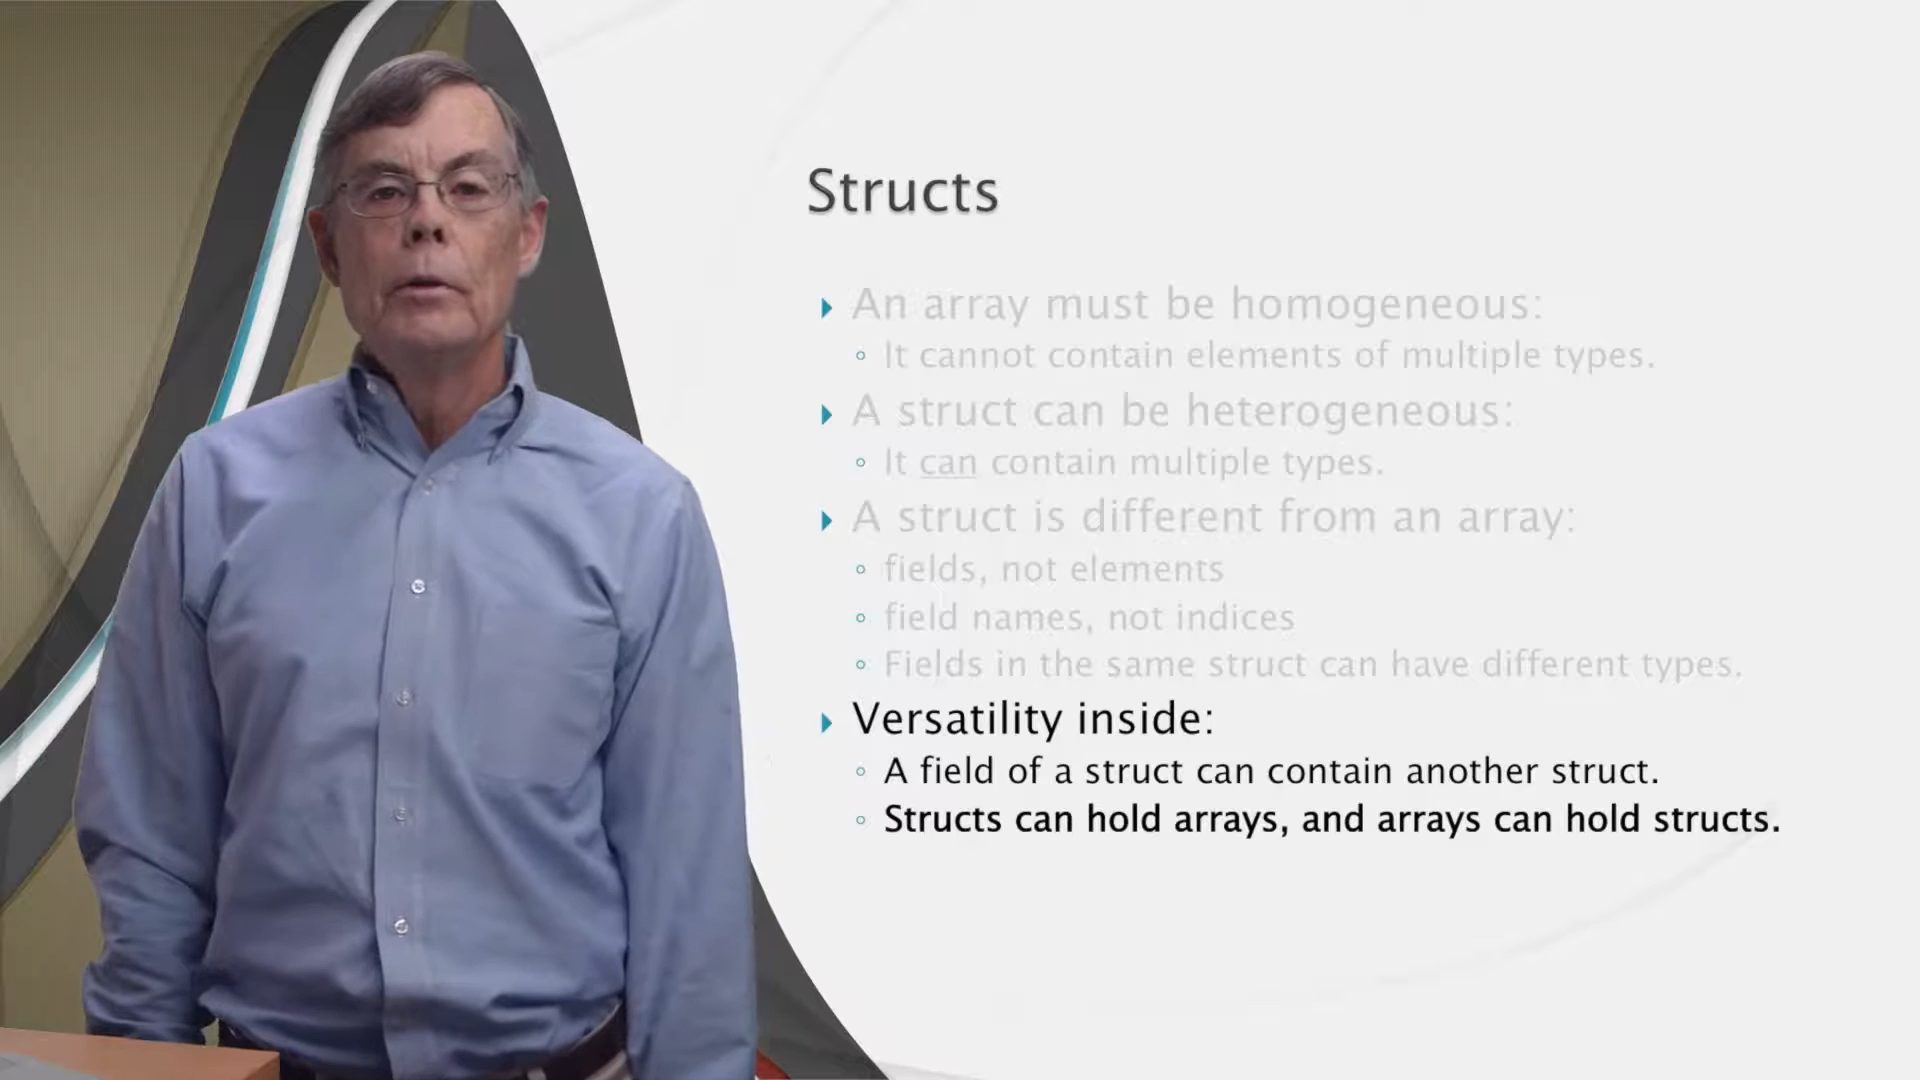 Structs
An array must be homogeneous:
It cannot contain elements of multiple types.
A struct can be heterogeneous:
It can contain multiple types.
A struct is different from an array:
fields, not elements
field names, not indices
Fields in the same struct can have different types.
Versatility inside:
A field of a struct can contain another struct.
Structs can hold arrays, and arrays can hold structs.